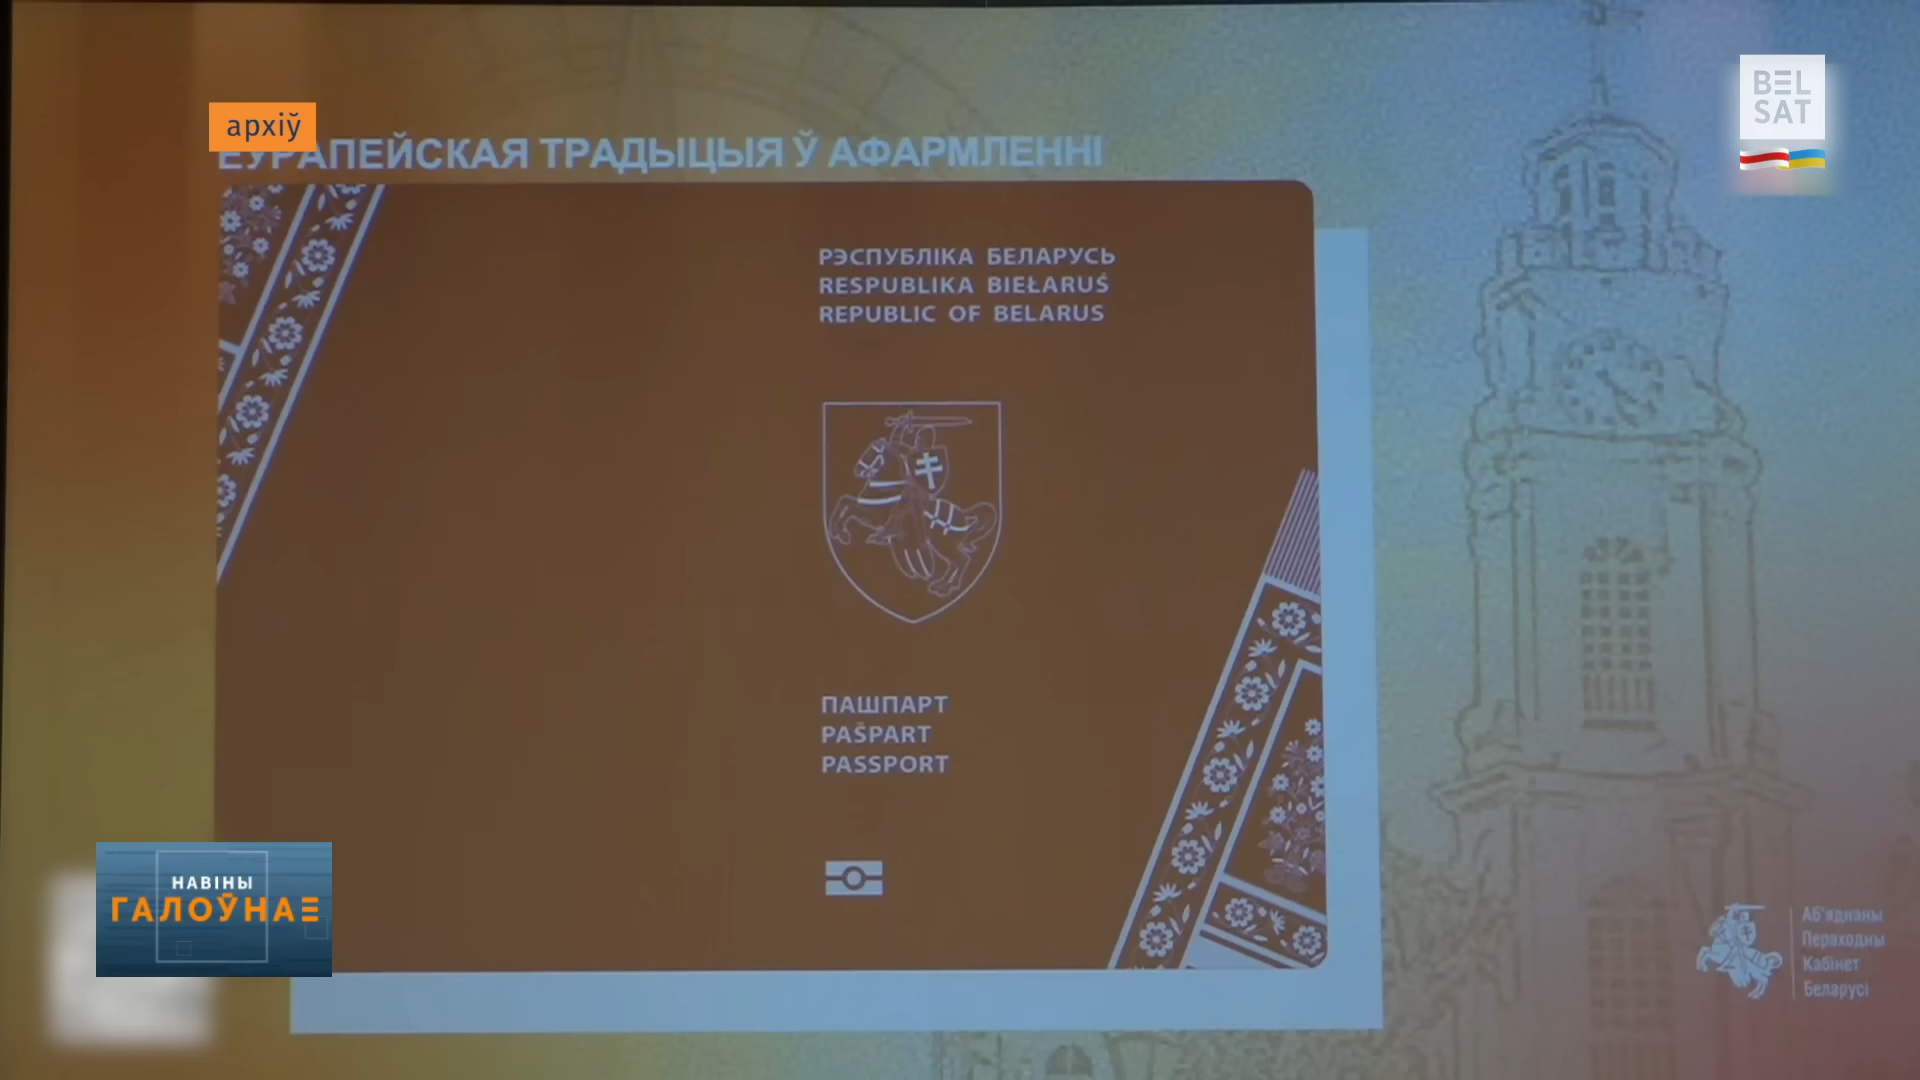 BEL
SAT
архіў
ЕЎРАПЕЙСКАЯ ТРАДЫЦЫЯ Ў АФАРМЛЕННІ
РЭСПУБЛІКА БЕЛАРУСЬ
RESPUBLIKA BIEŁARUŚ
REPUBLIC OF BELARUS
ПАШПАРТ
PAŠPART
PASSPORT
НАВІНЫ
ГАЛОЎНАЕ
Аб'яднаны
Пераходны
Кабінет
Беларусі